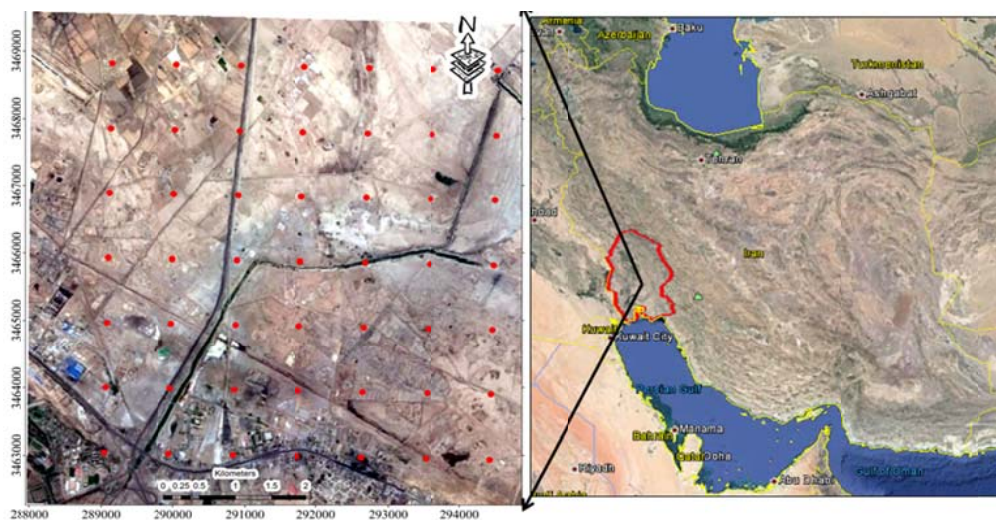 N
3469000
3468000
3467000
3466000
3465000
3464000
3463000
Kilometers
0 0.25 0.5 1 1.5 2
288000 289000 290000 291000 292000 293000 294000
Armenia
Azerbaijan
Baku
Turkmenistan
Ashgabat
Tehran
Iran
Kuwait
Kuwait City
Persian Gulf
Bahrain
Manama
Doha
Riyadh
Abu Dhabi
Gulf of Oman